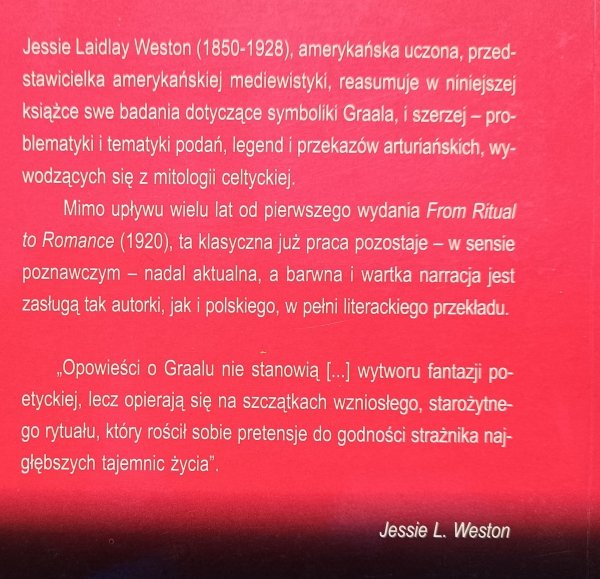 Jessie Laidlay Weston (1850-1928), amerykańska uczona, przed-
stawicielka amerykańskiej mediewistyki, reasumuje w niniejszej
książce swe badania dotyczące symboliki Graala, i szerzej – pro-
blematyki i tematyki podań, legend i przekazów arturiańskich, wy-
wodzących się z mitologii celtyckiej.
Mimo upływu wielu lat od pierwszego wydania From Ritual
to Romance (1920), ta klasyczna już praca pozostaje – w sensie
poznawczym – nadal aktualna, a barwna i wartka narracja jest
zasługą tak autorki, jak i polskiego, w pełni literackiego przekładu.
„Opowieści o Graalu nie stanowią [...] wytworu fantazji po-
etyckiej, lecz opierają się na szczątkach wzniosłego, starożytne-
go rytuału, który rościł sobie pretensje do godności strażnika naj-
głębszych tajemnic życia”.
Jessie L. Weston